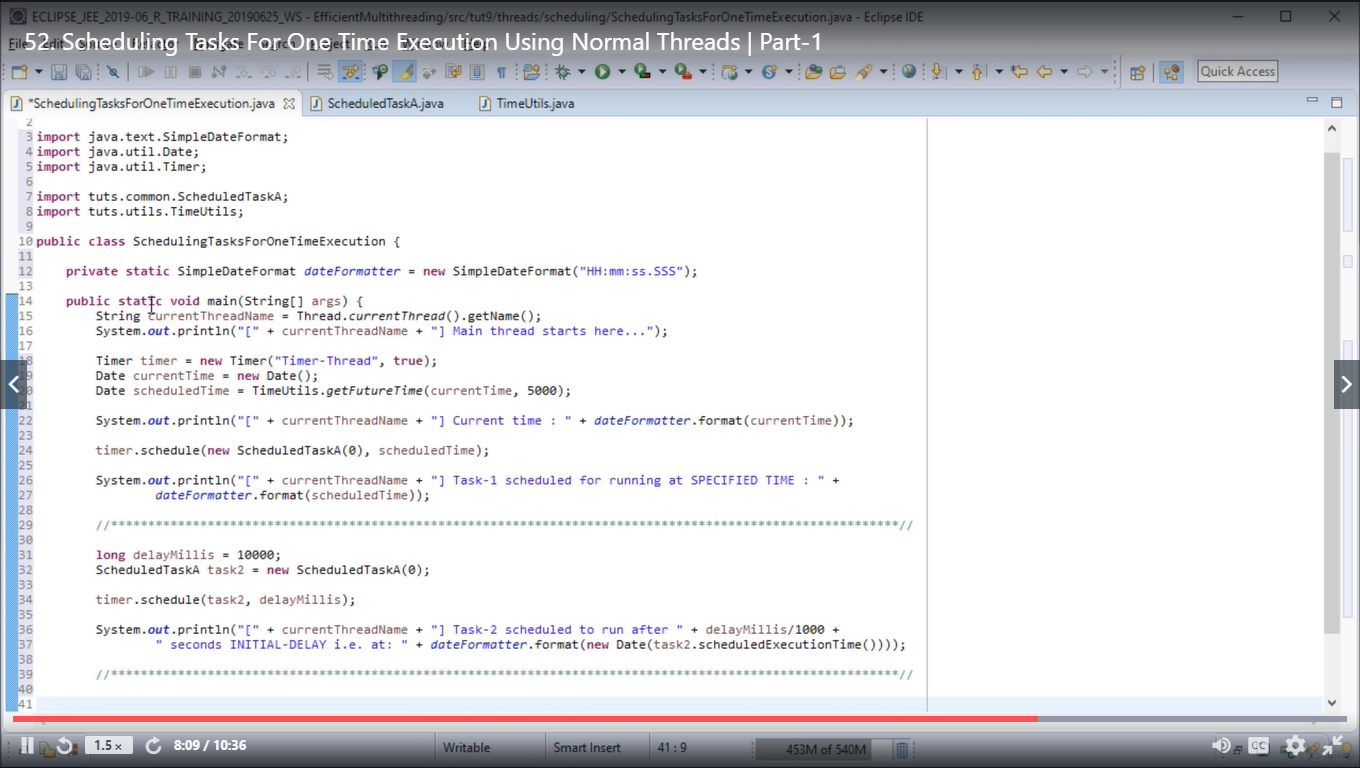 ECLIPSE_JEE_2019-06_R_TRAINING_20190625_WS - EfficientMultithreading/src/tut9/threads/scheduling/SchedulingTasksForOneTimeExecution.java - Eclipse IDE
52. Scheduling Tasks For One Time Execution Using Normal Threads | Part-1
Quick Access
*SchedulingTasksForOneTimeExecution.java ScheduledTaskA.java TimeUtils.java
2
3 import java.text.SimpleDateFormat;
4 import java.util.Date;
5 import java.util.Timer;
6
7 import tuts.common.ScheduledTaskA;
8 import tuts.utils.TimeUtils;
9
10 public class SchedulingTasksForOneTimeExecution {
11
12 private static SimpleDateFormat dateFormatter = new SimpleDateFormat("HH:mm:ss.SSS");
13
14 public static void main(String[] args) {
15 String currentThreadName = Thread.currentThread().getName();
16 System.out.println("[" + currentThreadName + "] Main thread starts here...");
17
18 Timer timer = new Timer("Timer-Thread", true);
19 Date currentTime = new Date();
20 Date scheduledTime = TimeUtils.getFutureTime(currentTime, 5000);
21
22 System.out.println("[" + currentThreadName + "] Current time : " + dateFormatter.format(currentTime));
23
24 timer.schedule(new ScheduledTaskA(0), scheduledTime);
25
26 System.out.println("[" + currentThreadName + "] Task-1 scheduled for running at SPECIFIED TIME : " +
27 dateFormatter.format(scheduledTime));
28
29 //**********************************************************************************************************//
30
31 long delayMillis = 10000;
32 ScheduledTaskA task2 = new ScheduledTaskA(0);
33
34 timer.schedule(task2, delayMillis);
35
36 System.out.println("[" + currentThreadName + "] Task-2 scheduled to run after " + delayMillis/1000 +
37 " seconds INITIAL-DELAY i.e. at: " + dateFormatter.format(new Date(task2.scheduledExecutionTime())));
38
39 //**********************************************************************************************************//
40
41
1.5 x 8:09 / 10:36 Writable Smart Insert 41 : 9 453M of 540M CC